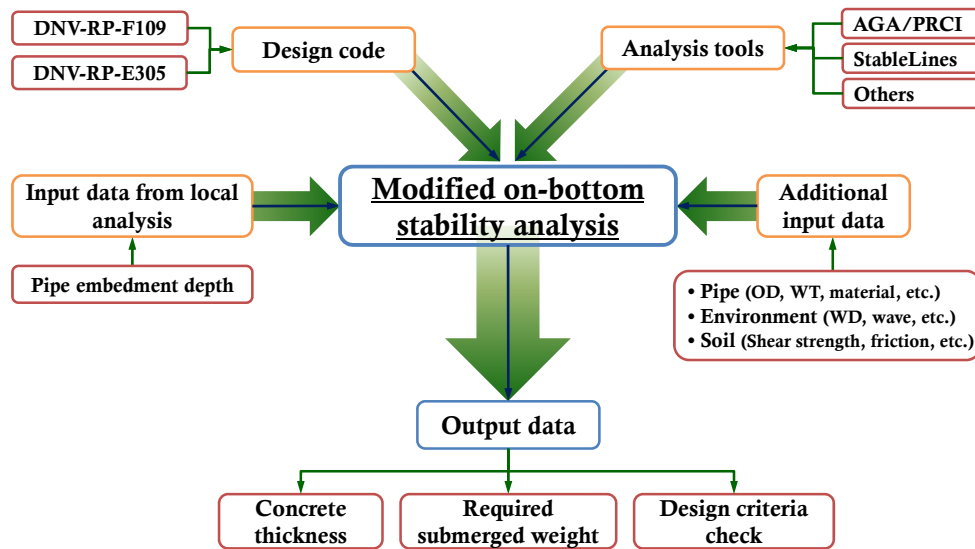 DNV-RP-F109
DNV-RP-E305
Design code
Analysis tools
AGA/PRCI
StableLines
Others
Input data from local
analysis
Pipe embedment depth
Modified on-bottom
stability analysis
Additional
input data
• Pipe (OD, WT, material, etc.)
• Environment (WD, wave, etc.)
• Soil (Shear strength, friction, etc.)
Output data
Concrete
thickness
Required
submerged weight
Design criteria
check